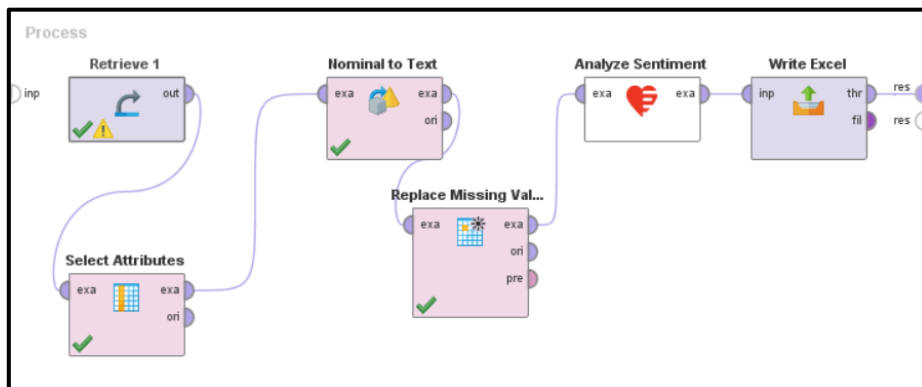 Process
Retrieve 1
inp
out
Nominal to Text
exa
exa
ori
Analyze Sentiment
exa
exa
Write Excel
inp
thr
fil
res
res
Replace Missing Val...
exa
exa
ori
pre
Select Attributes
exa
exa
ori